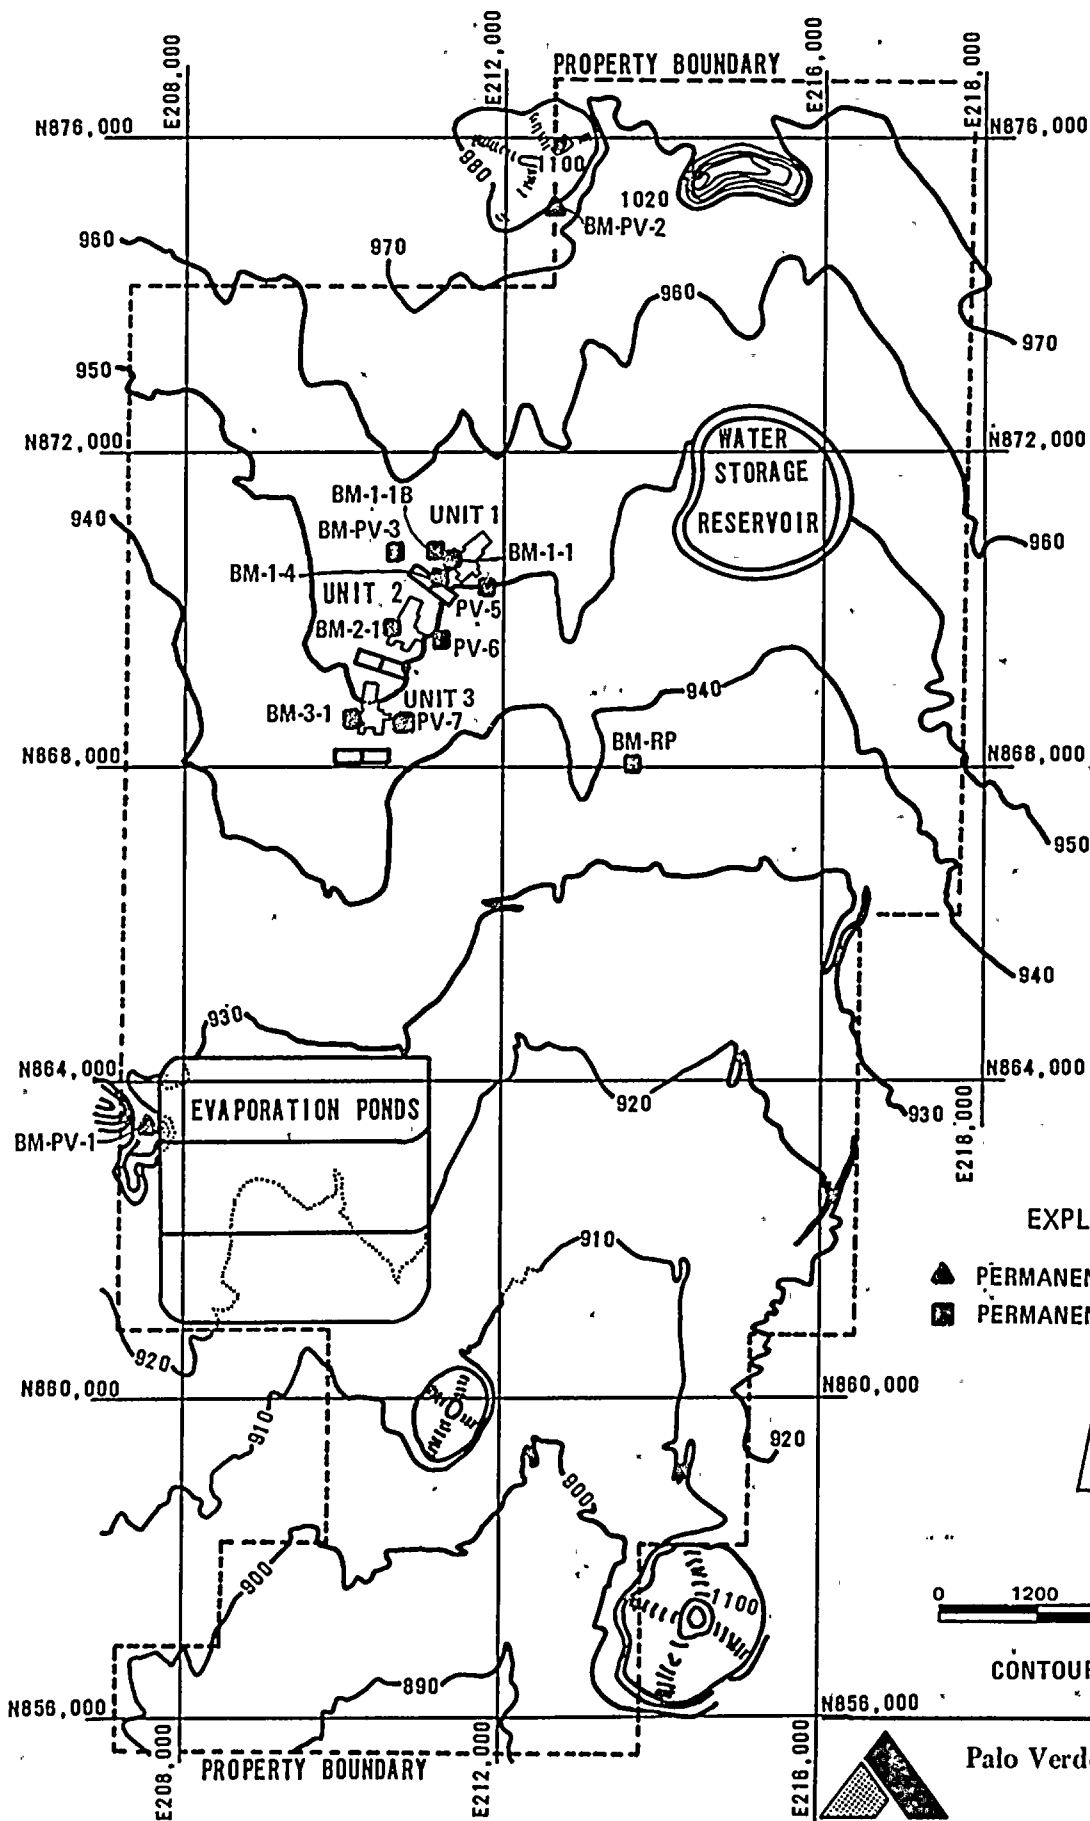 E208,000
E212,000
E216,000
E218,000
PROPERTY BOUNDARY
N876,000
N876,000
980
1100
1020
BM-PV-2
960
970
960
970
950
N872,000
N872,000
WATER
STORAGE
RESERVOIR
940
BM-1-1B
UNIT 1
BM-PV-3
BM-1-1
960
BM-1-4
UNIT 2
PV-5
BM-2-1
PV-6
940
UNIT 3
BM-3-1
PV-7
BM-RP
N868,000
N868,000
950
940
930
N864,000
N864,000
EVAPORATION PONDS
920
930
BM-PV-1
E218,000
EXPL
910
PERMANEN
PERMANEN
920
N880,000
N860,000
910
920
900
900
1100
0 1200
CONTOUR
890
N856,000
N856,000
E208,000
E212,000
E216,000
PROPERTY BOUNDARY
Palo Verd